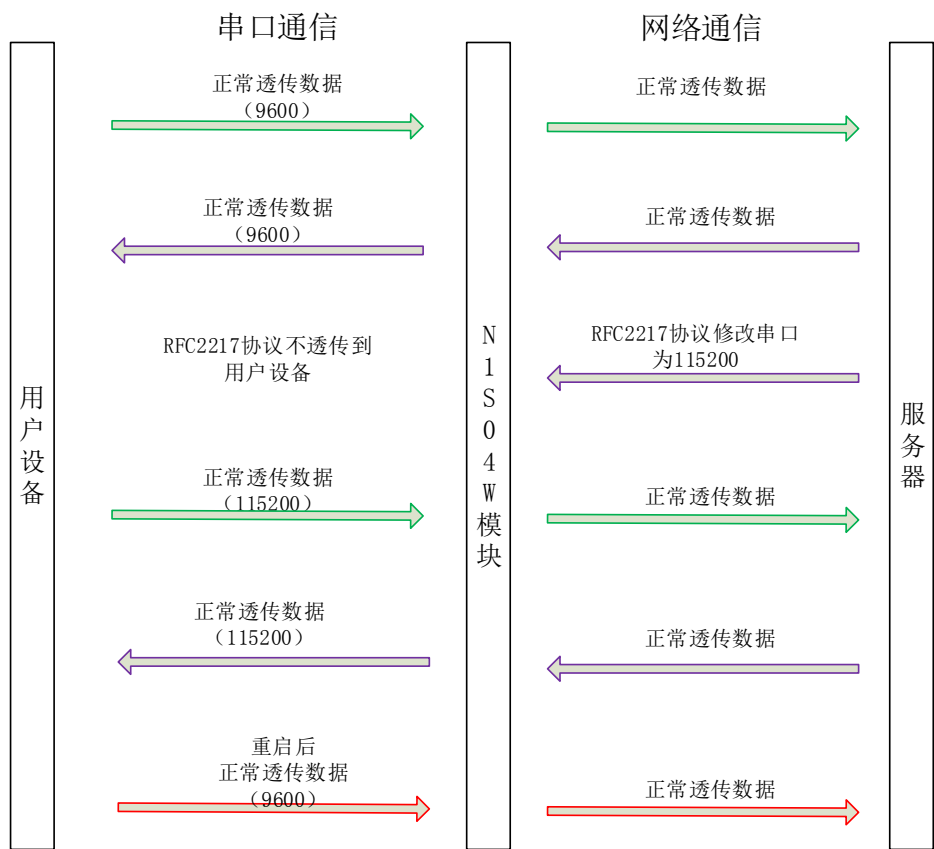 串口通信
网络通信
正常透传数据
（9600）
正常透传数据
正常透传数据
（9600）
正常透传数据
RFC2217协议不透传到
用户设备
RFC2217协议修改串口
为115200
用户设备
N1S04W模块
服务器
正常透传数据
（115200）
正常透传数据
正常透传数据
（115200）
正常透传数据
重启后
正常透传数据
（9600）
正常透传数据